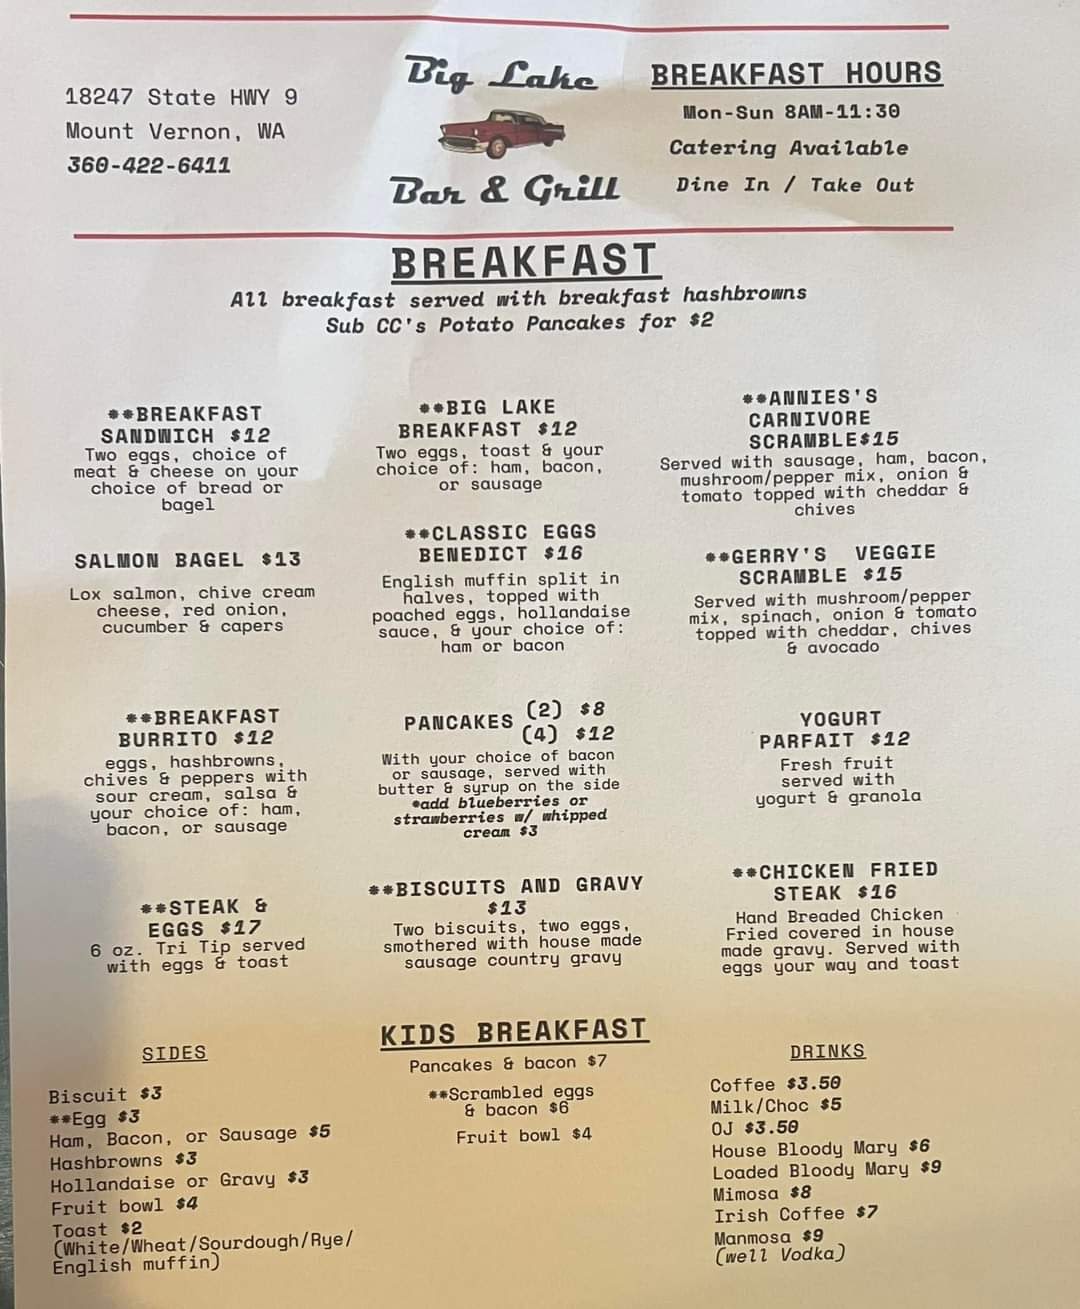 18247 State HWY 9
Mount Vernon, WA
360-422-6411
Big Lake
Bar & Grill
BREAKFAST HOURS
Mon-Sun 8AM-11:30
Catering Available
Dine In / Take Out
BREAKFAST
All breakfast served with breakfast hashbrowns
Sub CC's Potato Pancakes for $2
**BREAKFAST
SANDWICH $12
Two eggs, choice of
meat & cheese on your
choice of bread or
bagel
SALMON BAGEL $13
Lox salmon, chive cream
cheese, red onion,
cucumber & capers
**BREAKFAST
BURRITO $12
eggs, hashbrowns,
chives & peppers with
sour cream, salsa &
your choice of: ham,
bacon, or sausage
**STEAK &
EGGS $17
6 oz. Tri Tip served
with eggs & toast
**BIG LAKE
BREAKFAST $12
Two eggs, toast & your
choice of: ham, bacon,
or sausage
**CLASSIC EGGS
BENEDICT $16
English muffin split in
halves, topped with
poached eggs, hollandaise
sauce, & your choice of:
ham or bacon
PANCAKES (2) $8
(4) $12
With your choice of bacon
or sausage, served with
butter & syrup on the side
*add blueberries or
strawberries w/ whipped
cream $3
**BISCUITS AND GRAVY
$13
Two biscuits, two eggs,
smothered with house made
sausage country gravy
**ANNIES'S
CARNIVORE
SCRAMBLE$15
Served with sausage, ham, bacon,
mushroom/pepper mix, onion &
tomato topped with cheddar &
chives
**GERRY'S VEGGIE
SCRAMBLE $15
Served with mushroom/pepper
mix, spinach, onion & tomato
topped with cheddar, chives
& avocado
YOGURT
PARFAIT $12
Fresh fruit
served with
yogurt & granola
**CHICKEN FRIED
STEAK $16
Hand Breaded Chicken
Fried covered in house
made gravy. Served with
eggs your way and toast
SIDES
Biscuit $3
**Egg $3
Ham, Bacon, or Sausage $5
Hashbrowns $3
Hollandaise or Gravy $3
Fruit bowl $4
Toast $2
(White/Wheat/Sourdough/Rye/
English muffin)
KIDS BREAKFAST
Pancakes & bacon $7
**Scrambled eggs
& bacon $6
Fruit bowl $4
DRINKS
Coffee $3.50
Milk/Choc $5
OJ $3.50
House Bloody Mary $6
Loaded Bloody Mary $9
Mimosa $8
Irish Coffee $7
Manmosa $9
(well Vodka)